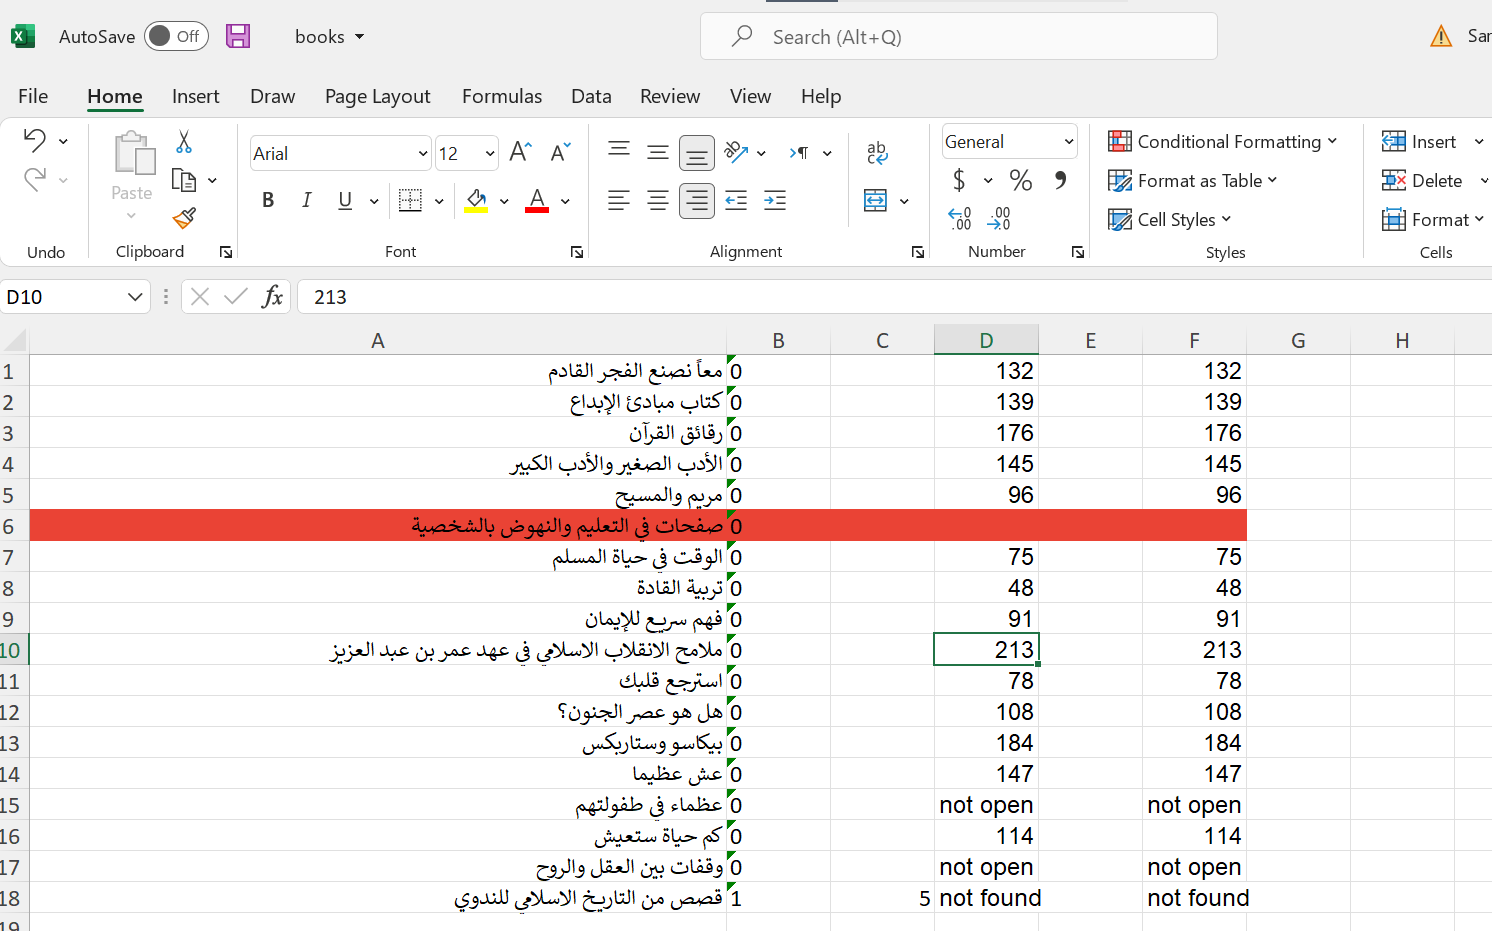 AutoSave Off books Search (Alt+Q)
File Home Insert Draw Page Layout Formulas Data Review View Help
Arial 12 ab General Conditional Formatting Insert
Paste B I U $ % Format as Table Delete
Cell Styles Format
Undo Clipboard Font Alignment Number Styles Cells
D10 fx 213
A B C D E F G H
1 معاً نصنع الفجر القادم 0 132 132
2 كتاب مبادئ الإبداع 0 139 139
3 رقائق القرآن 0 176 176
4 الأدب الصغير والأدب الكبير 0 145 145
5 مريم والمسيح 0 96 96
6 صفحات في التعليم والنهوض بالشخصية 0
7 الوقت في حياة المسلم 0 75 75
8 تربية القادة 0 48 48
9 فهم سريع للإيمان 0 91 91
10 ملامح الانقلاب الاسلامي في عهد عمر بن عبد العزيز 0 213 213
11 استرجع قلبك 0 78 78
12 هل هو عصر الجنون؟ 0 108 108
13 بيكاسو وستاربكس 0 184 184
14 عش عظيما 0 147 147
15 عظماء في طفولتهم 0 not open not open
16 كم حياة ستعيش 0 114 114
17 وقفات بين العقل والروح 0 not open not open
18 قصص من التاريخ الاسلامي للندوي 1 5 not found not found